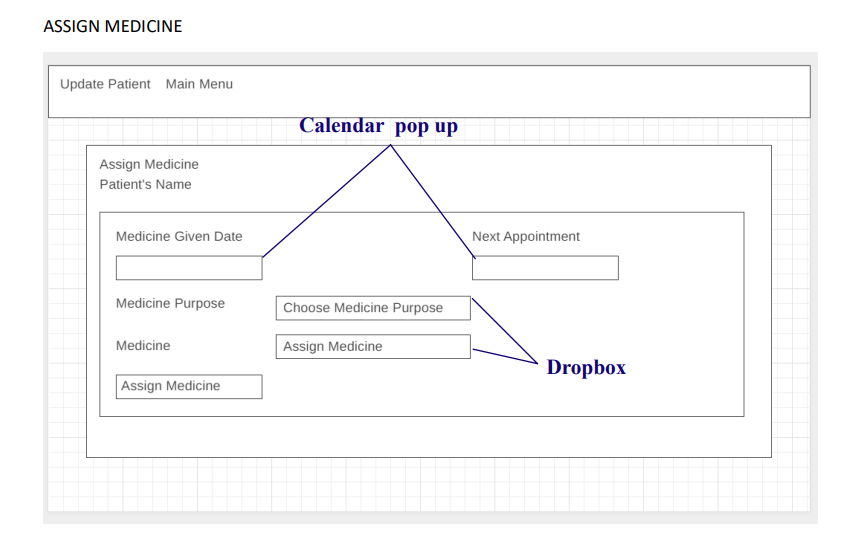 ASSIGN MEDICINE
Update Patient Main Menu
Calendar pop up
Assign Medicine
Patient's Name
Medicine Given Date
Next Appointment
Medicine Purpose
Choose Medicine Purpose
Medicine
Assign Medicine
Dropbox
Assign Medicine